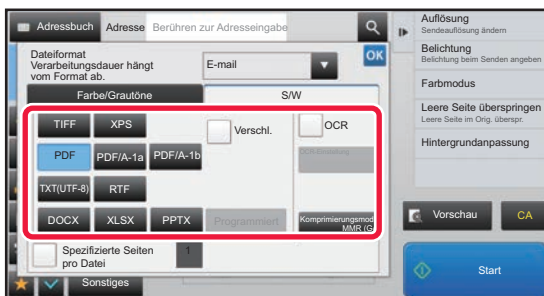 Adressbuch
Adresse
Berühren zur Adresseingabe
Auflösung
Sendeauflösung ändern
Belichtung
Belichtung beim Senden angeben
Farbmodus
Leere Seite überspringen
Leere Seite im Orig. überspr.
Hintergrundanpassung
Vorschau
CA
Start
Dateiformat
Verarbeitungsdauer hängt
vom Format ab.
E-mail
OK
Farbe/Grautöne
S/W
TIFF
XPS
Verschl.
OCR
PDF
PDF/A-1a
PDF/A-1b
TXT(UTF-8)
RTF
DOCX
XLSX
PPTX
Programmiert
Komprimierungsmod
MMR (G
Spezifizierte Seiten
pro Datei
1
Sonstiges